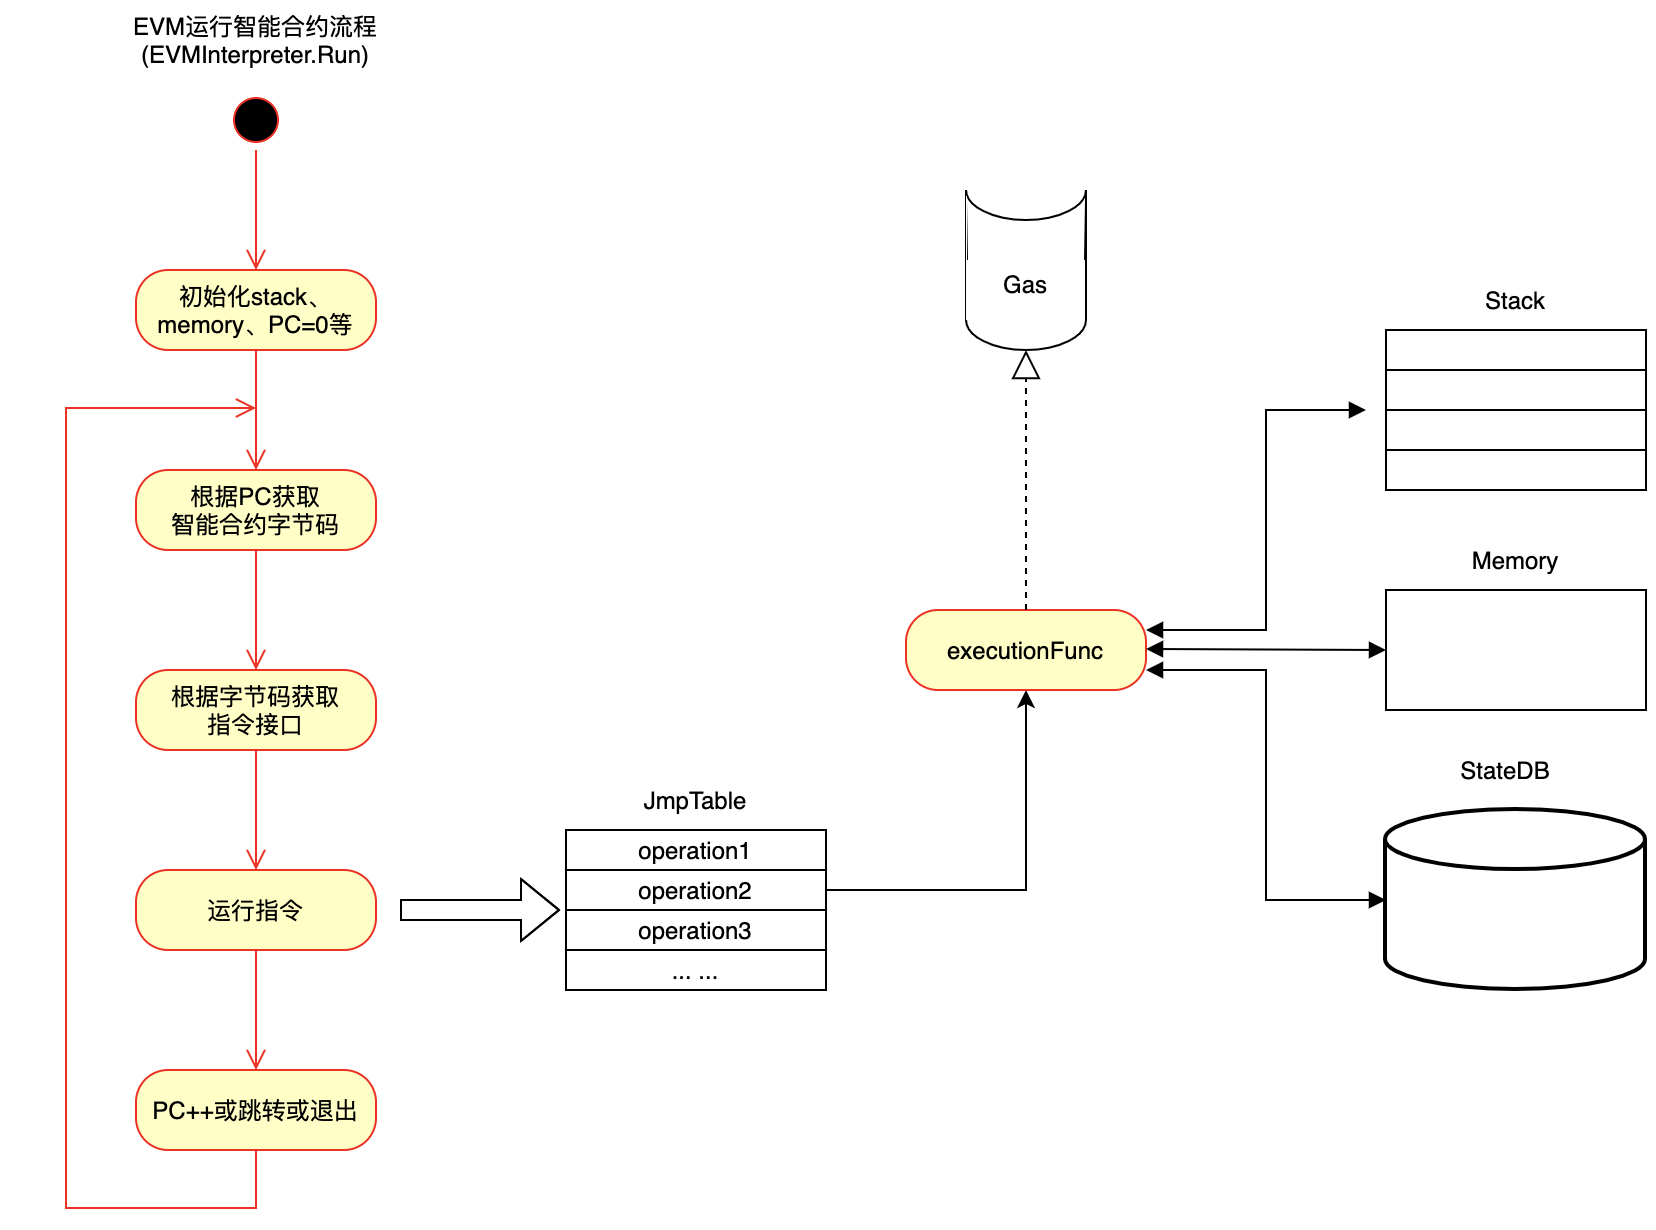 EVM运行智能合约流程
(EVMInterpreter.Run)
初始化stack、
memory、PC=0等
根据PC获取
智能合约字节码
根据字节码获取
指令接口
运行指令
PC++或跳转或退出
JmpTable
operation1
operation2
operation3
... ...
Gas
executionFunc
Stack
Memory
StateDB